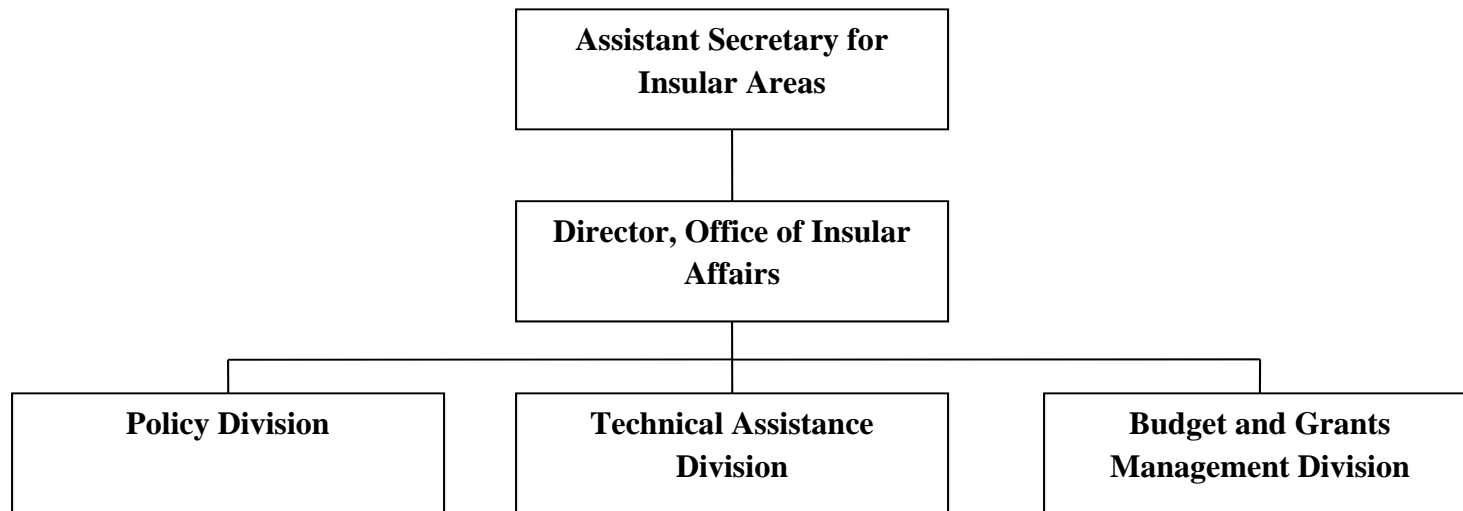 Assistant Secretary for
Insular Areas
Director, Office of Insular
Affairs
Policy Division
Technical Assistance
Division
Budget and Grants
Management Division